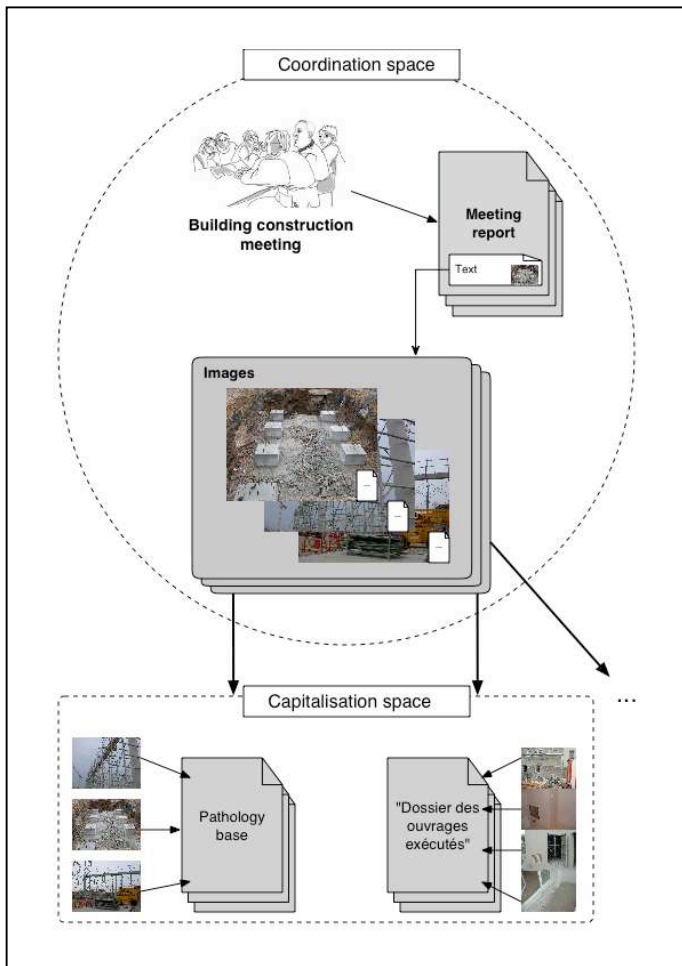 Coordination space
Building construction
meeting
Meeting
report
Text
Images
Capitalisation space
...
Pathology
base
"Dossier des
ouvrages
exécutés"